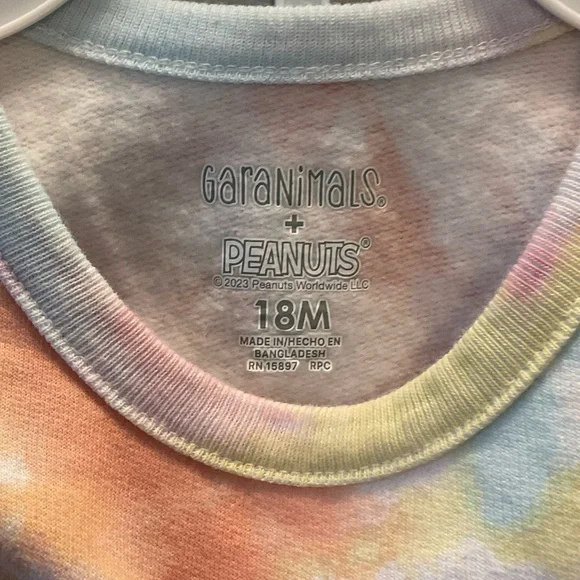 GaraNiMaLS®
+
PEANUTS®
© 2023 Peanuts Worldwide LLC
18M
MADE IN/HECHO EN
BANGLADESH
RN 15897 RPC